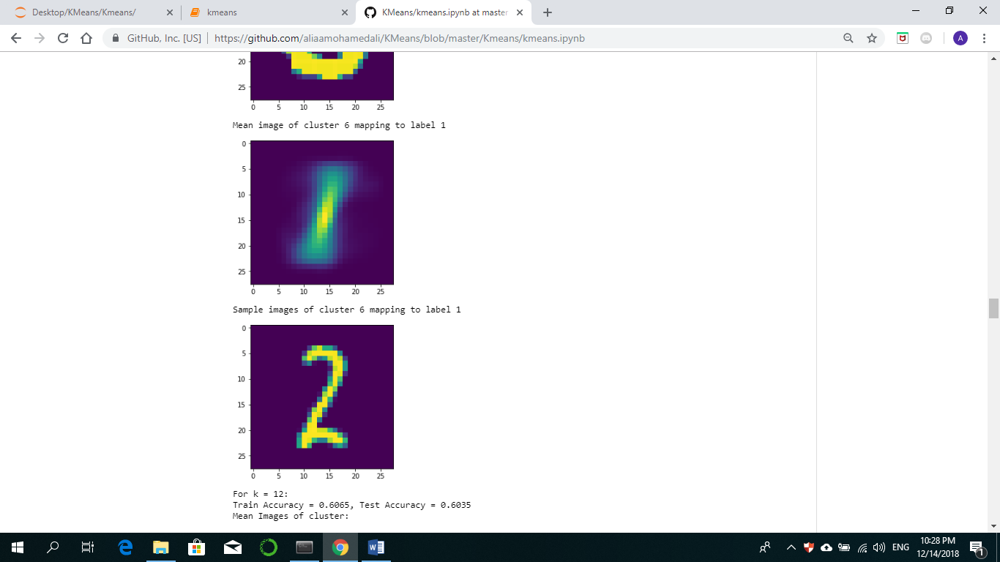 Desktop/KMeans/Kmeans/
kmeans
KMeans/kmeans.ipynb at master
GitHub, Inc. [US]
https://github.com/aliaamohamedali/KMeans/blob/master/Kmeans/kmeans.ipynb
A
20
25
0 5 10 15 20 25
Mean image of cluster 6 mapping to label 1
0
5
10
15
20
25
0 5 10 15 20 25
Sample images of cluster 6 mapping to label 1
0
5
10
15
20
25
0 5 10 15 20 25
2
For k = 12:
Train Accuracy = 0.6065, Test Accuracy = 0.6035
Mean Images of cluster:
ENG
10:28 PM
12/14/2018
1